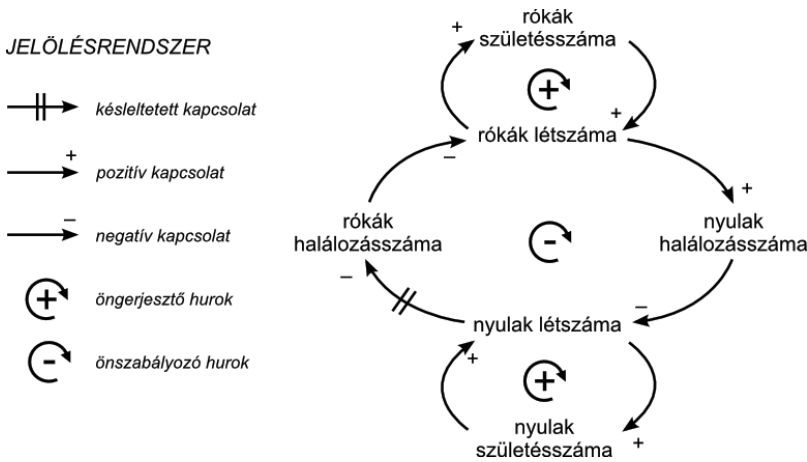 JELÖLÉSRENDSZER
késleltetett kapcsolat
+
pozitív kapcsolat
–
negatív kapcsolat
+
öngerjesztő hurok
-
önszabályozó hurok
rókák
születésszáma
+
+
+
rókák létszáma
–
+
rókák
halálozásszáma
-
nyulak
halálozásszáma
–
–
nyulak létszáma
+
+
nyulak
születésszáma
+